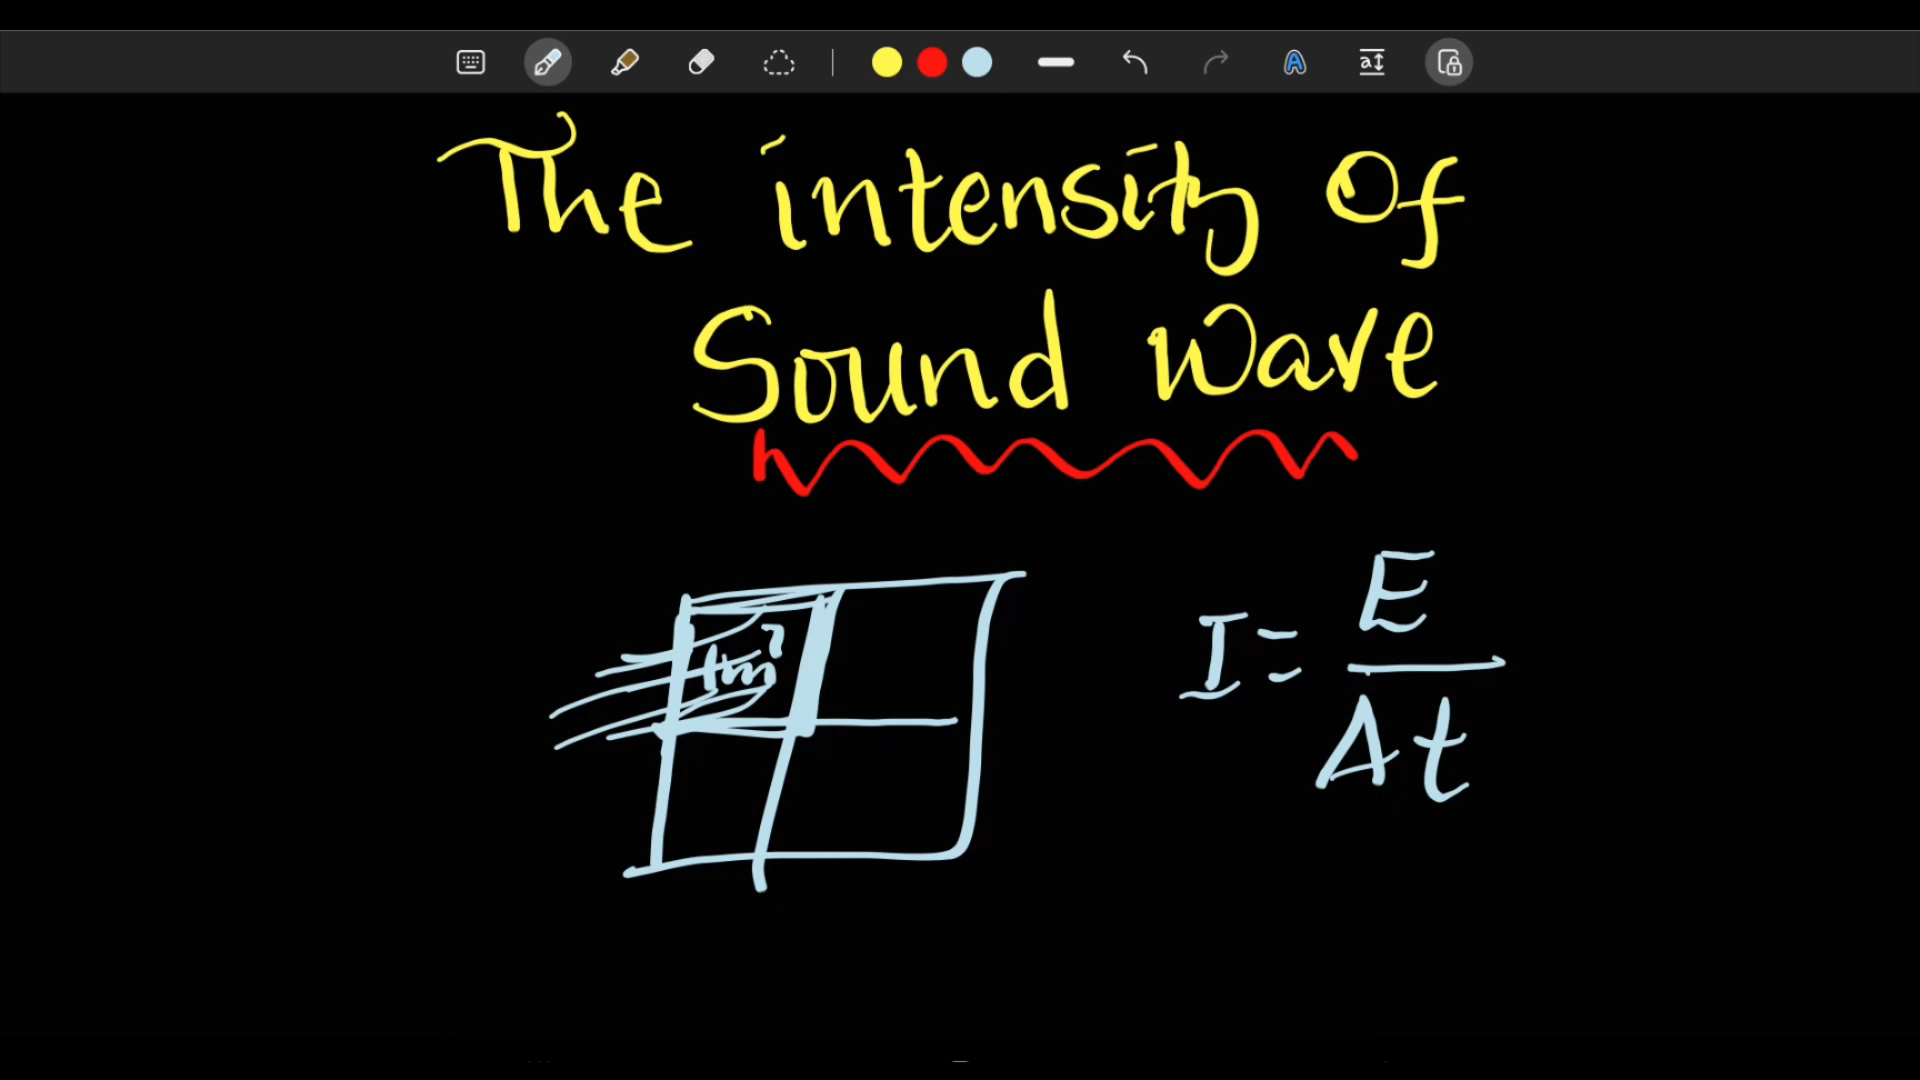 The intensity Of
Sound Wave
1m²
I = E / At